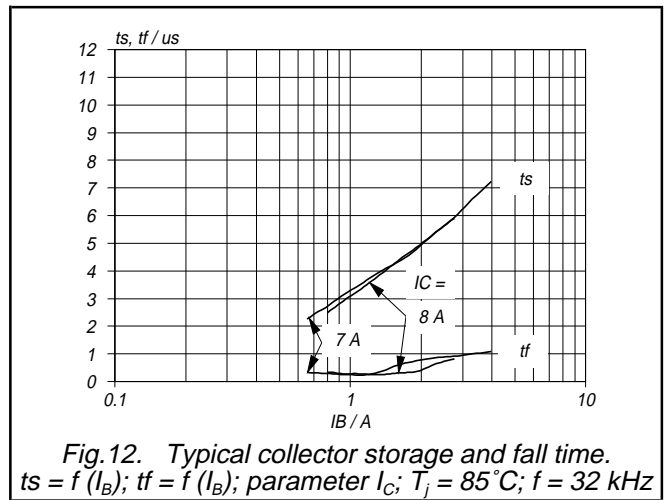 ts, tf / us
12
11
10
9
8
7
6
5
4
3
2
1
0
ts
IC =
8 A
7 A
tf
0.1 1 10
IB / A
Fig.12. Typical collector storage and fall time.
ts = f (IB); tf = f (IB); parameter IC; Tj = 85˚C; f = 32 kHz